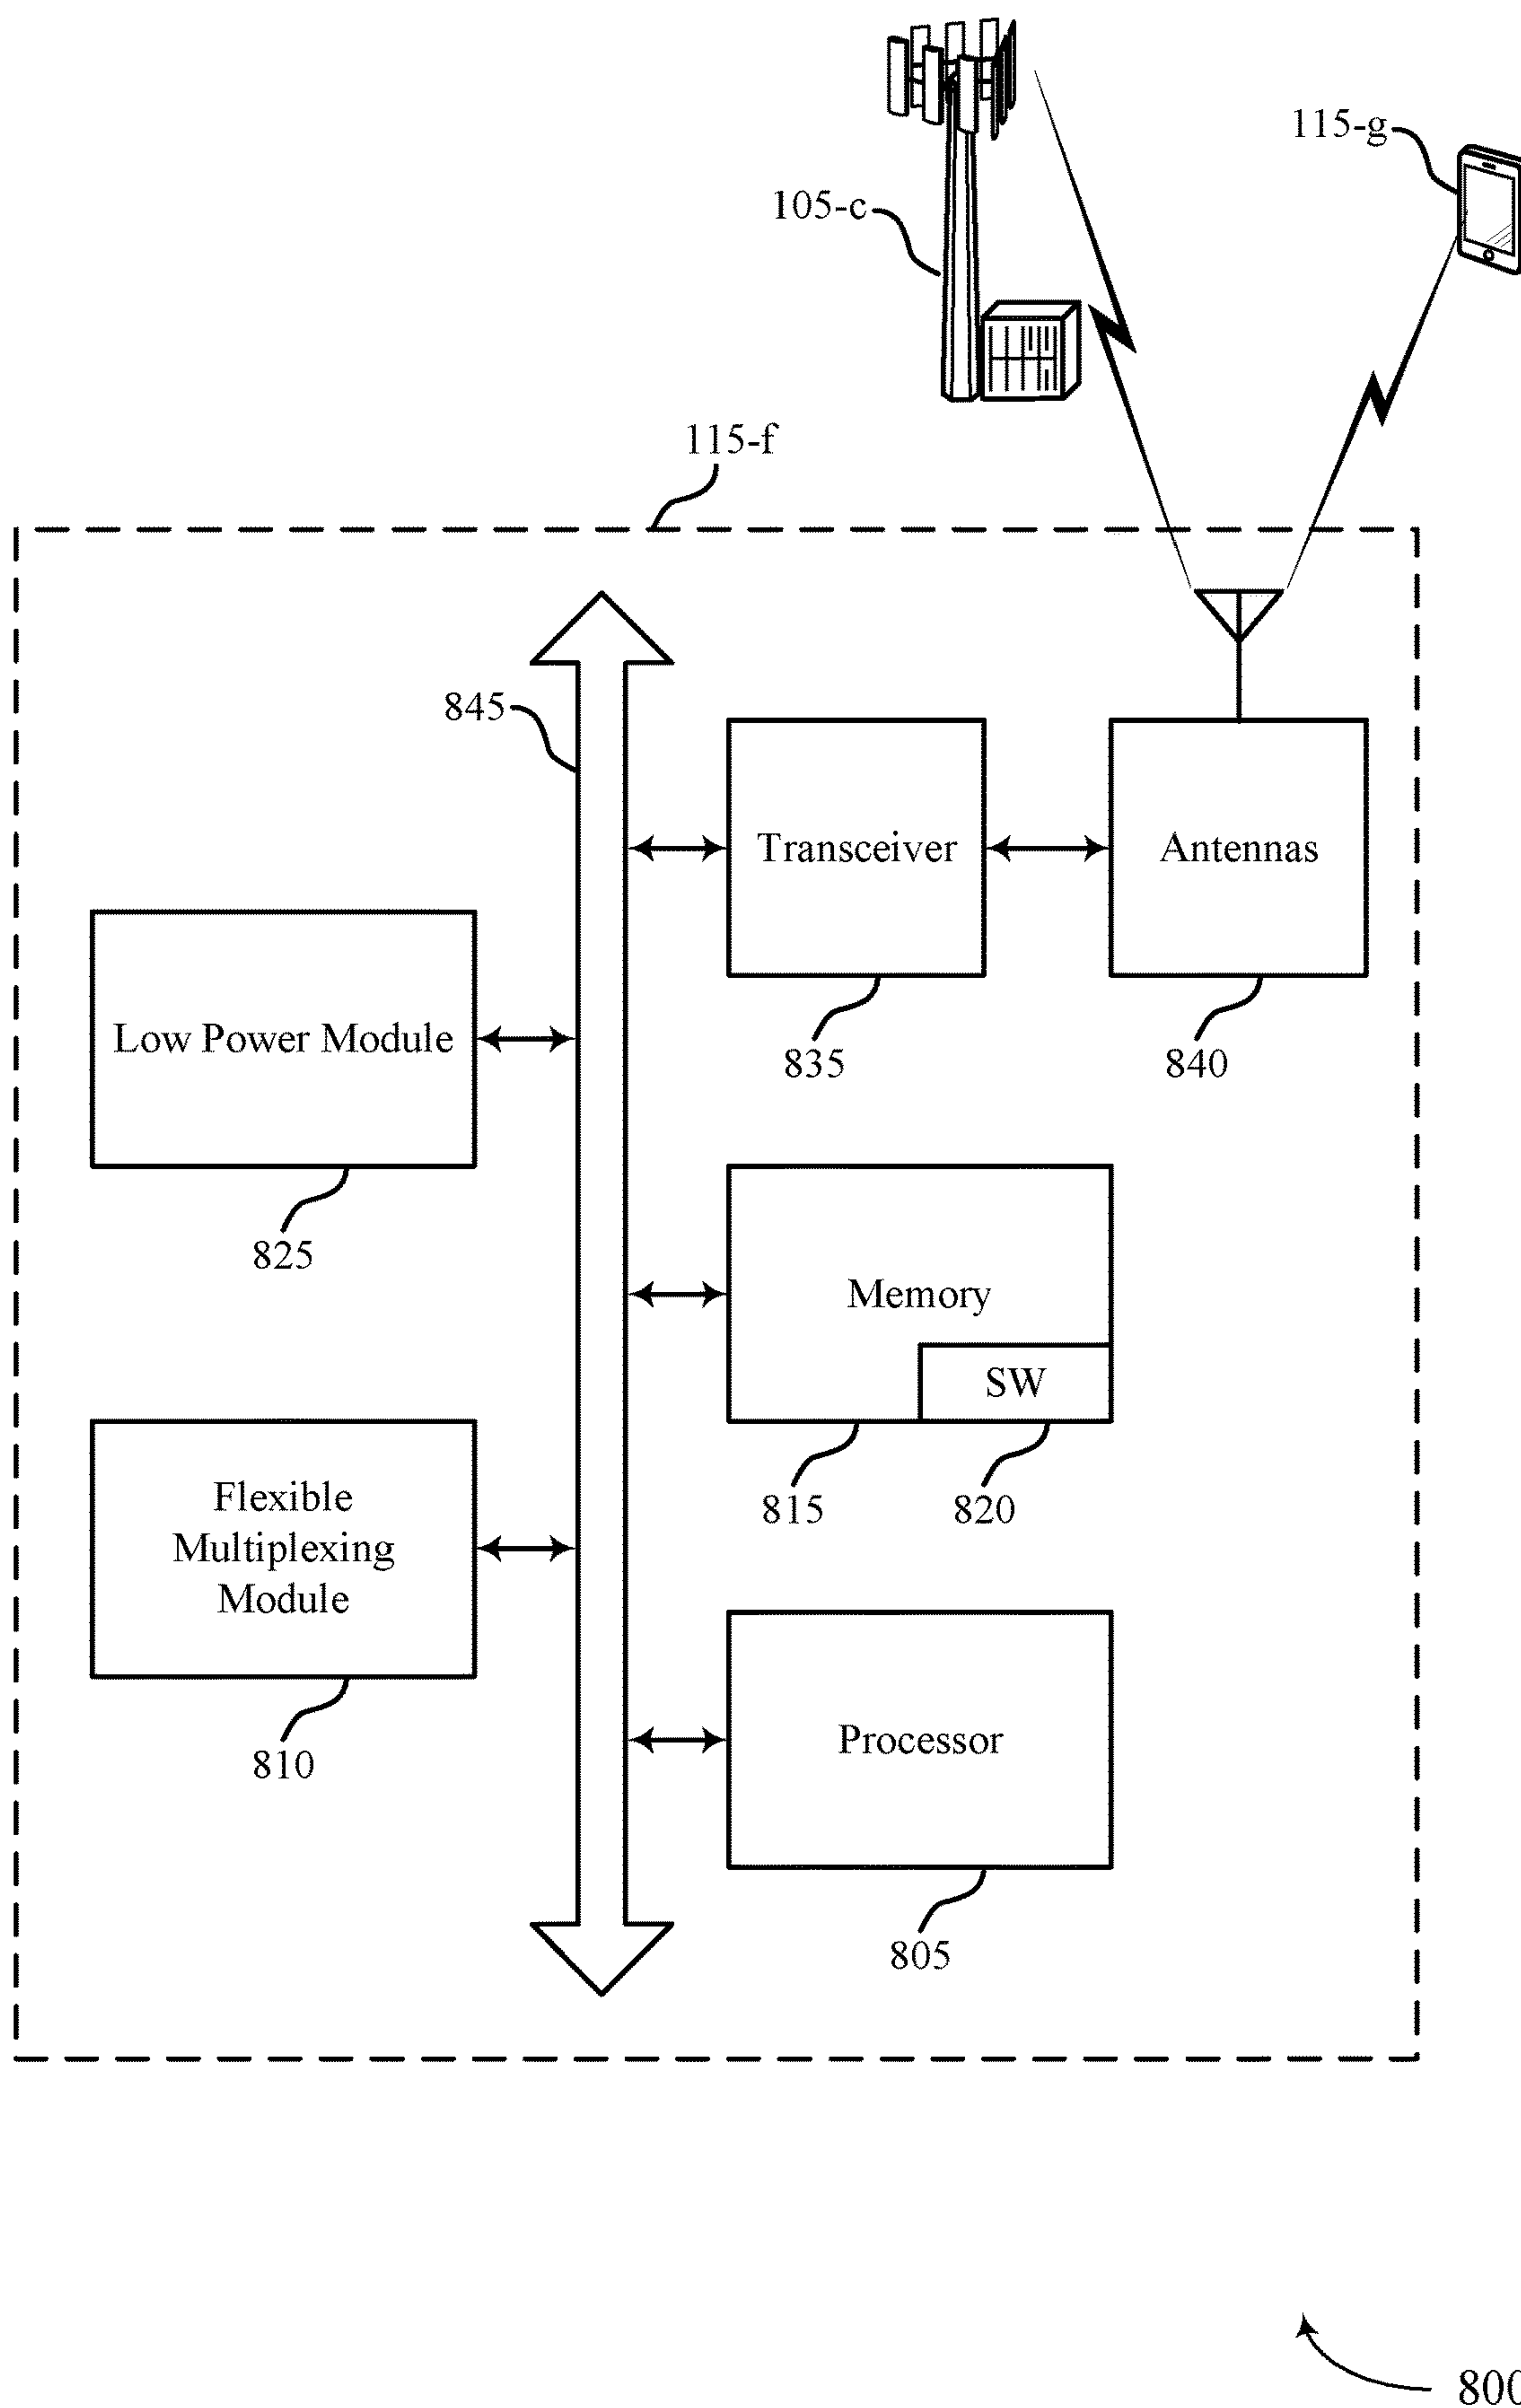 115-g
105-c
115-f
845
Transceiver
Antennas
Low Power Module
835
840
825
Memory
SW
Flexible
Multiplexing
Module
815
820
810
Processor
805
800